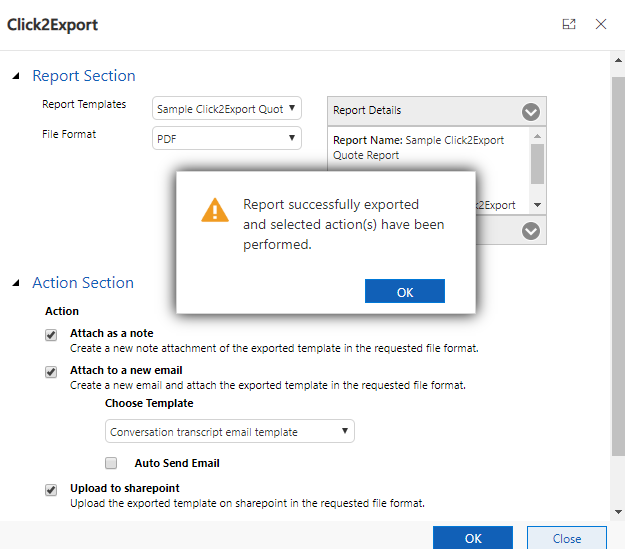 Click2Export
Report Section
Report Templates
Sample Click2Export Quot
File Format
PDF
Report Details
Report Name: Sample Click2Export
Quote Report
k2Export
Report successfully exported
and selected action(s) have been
performed.
OK
Action Section
Action
Attach as a note
Create a new note attachment of the exported template in the requested file format.
Attach to a new email
Create a new email and attach the exported template in the requested file format.
Choose Template
Conversation transcript email template
Auto Send Email
Upload to sharepoint
Upload the exported template on sharepoint in the requested file format.
OK
Close